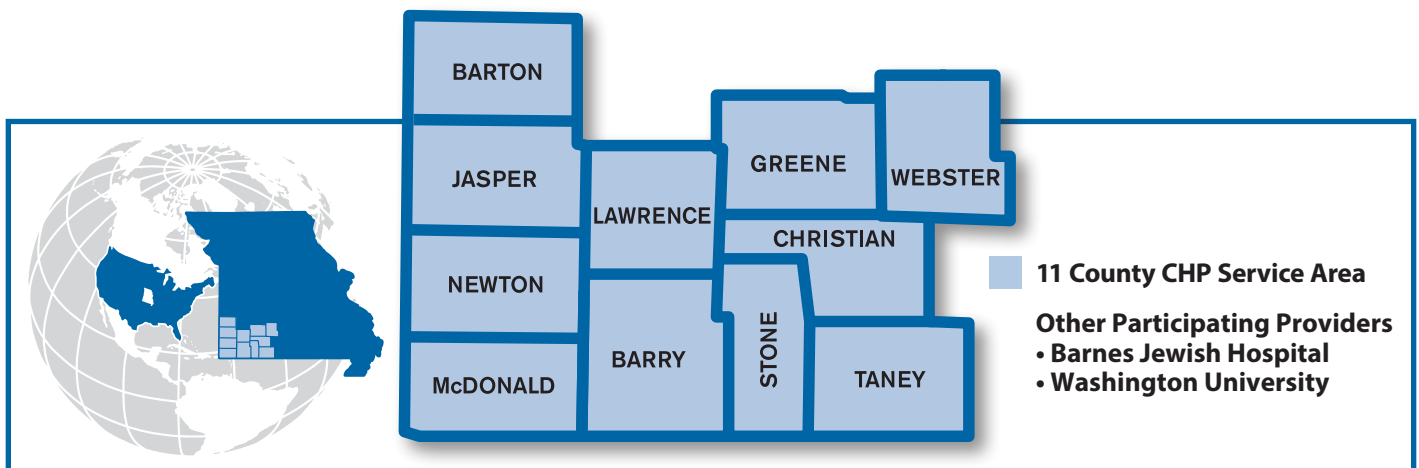 BARTON
JASPER
NEWTON
McDONALD
LAWRENCE
BARRY
GREENE
WEBSTER
CHRISTIAN
STONE
TANEY
11 County CHP Service Area
Other Participating Providers
• Barnes Jewish Hospital
• Washington University